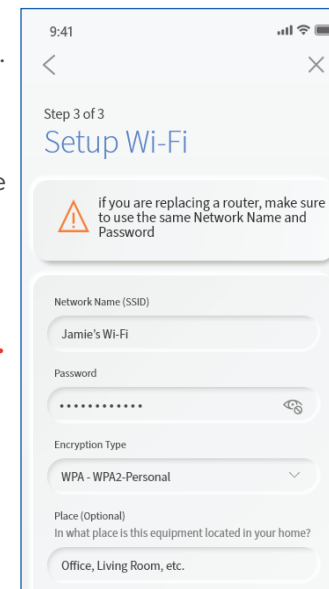 9:41
Step 3 of 3
Setup Wi-Fi
if you are replacing a router, make sure
to use the same Network Name and
Password
Network Name (SSID)
Jamie's Wi-Fi
Password
••••••••••••
Encryption Type
WPA - WPA2-Personal
Place (Optional)
In what place is this equipment located in your home?
Office, Living Room, etc.